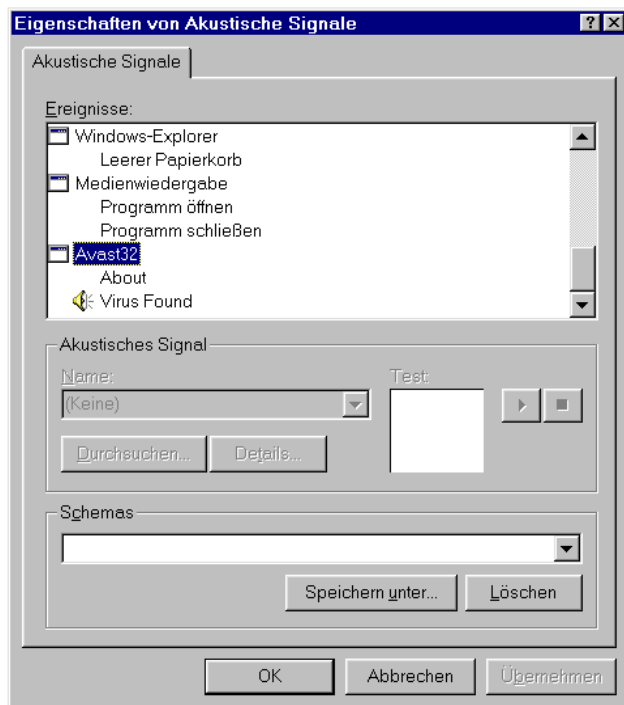 Eigenschaften von Akustische Signale
Akustische Signale
Ereignisse:
Windows-Explorer
Leerer Papierkorb
Medienwiedergabe
Programm öffnen
Programm schließen
Avast32
About
Virus Found
Akustisches Signal
Name:
Test:
(Keine)
Durchsuchen... Details...
Schemas
Speichern unter... Löschen
OK Abbrechen Übernehmen